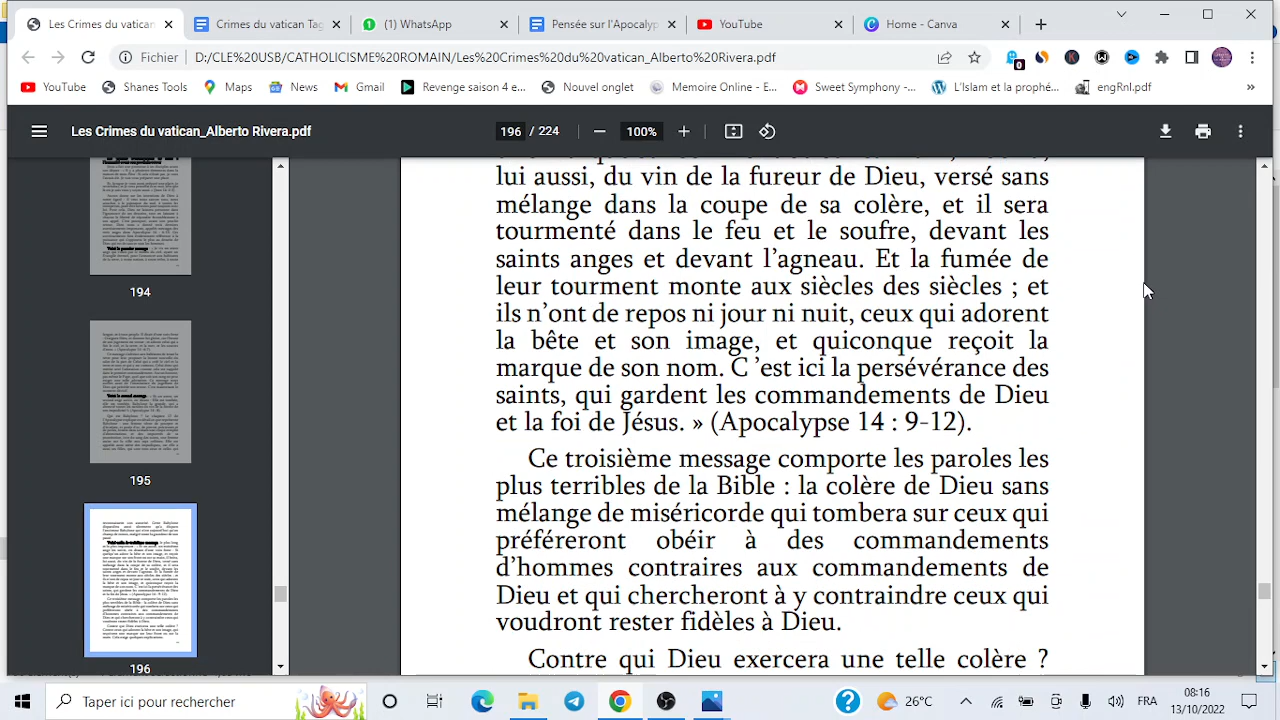 Les Crimes du vatican_Alberto
Crimes du vatican Tag
(1) WhatsApp
Pensée sur l'Apocalyp
YouTube
Home - Canva
Fichier
D:/CLE%20USB/CATHOLICISME%20ROMAIN/Les%20Crimes%20du%20vatican_Alberto%20Rivera.pdf
0
YouTube
Shanes Tools
Maps
News
Gmail
Revenge saison 4 e...
Nouvel onglet
Memoire Online - E...
Sweet Symphony -...
L'Islam et la prophé...
engRnl.pdf
»
Les Crimes du vatican_Alberto Rivera.pdf
196 / 224
100%
194
195
196
lui aussi, du vin de la fureur de Dieu, versé sans
mélange dans la coupe de sa colère, et il sera
tourmenté dans le feu et le soufre, devant les
saints anges et devant l'agneau. Et la fumée de
leur tourment monte aux siècles des siècles ; et
ils n'ont de repos ni jour ni nuit, ceux qui adorent
la bête et son image, et quiconque reçoit la
marque de son nom. C 'est ici la persévérance des
saints qui gardent les commandements de Dieu
et la foi de Jésus. » (Apocalypse 14 : 9-12).
Ce troisième message comporte les paroles les
plus terribles de la Bible : la colère de Dieu sans
mélange de miséricorde qui tombera sur ceux qui
préféreront obéir à des commandements
d'hommes contraires aux commandements de
Dieu et qui chercheront à y contraindre ceux qui
voudront rester fidèles à Dieu.
Contre qui Dieu exercera une telle colère ?
Taper ici pour rechercher
26°C
FRA
08:16
13/10/2022